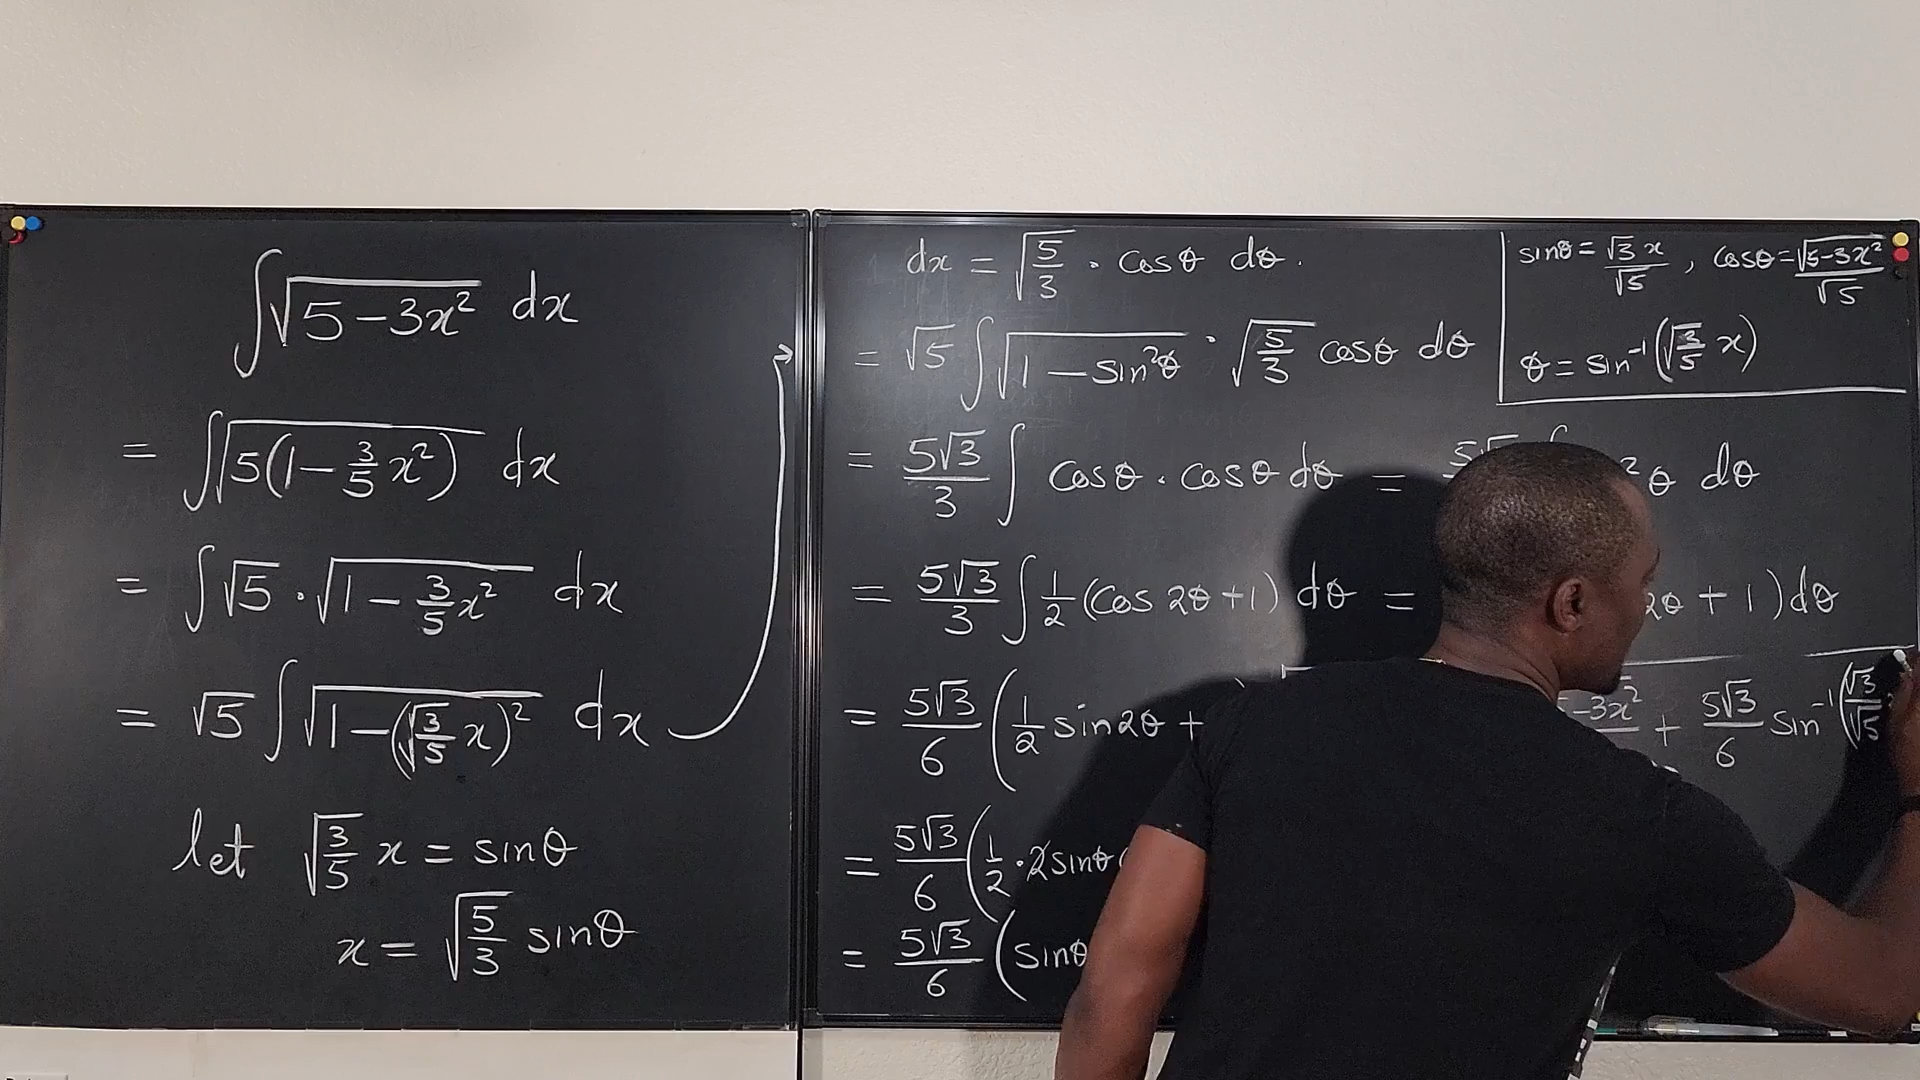 ∫√(5-3x²) dx
= ∫√(5(1-3/5 x²)) dx
= ∫√5 · √(1-3/5 x²) dx
= √5 ∫√(1-(√(3/5) x)²) dx
let √(3/5) x = sinθ
x = √(5/3) sinθ
dx = √(5/3) · cosθ dθ.
= √5 ∫√(1-sin²θ) · √(5/3) cosθ dθ
= 5√3/3 ∫ cosθ · cosθ dθ = ²θ dθ
= 5√3/3 ∫ 1/2 (cos 2θ+1) dθ = 2θ + 1) dθ
= 5√3/6 (1/2 sin2θ +
= 5√3/6 (1/2 · 2sinθ
= 5√3/6 (sinθ
-3x² + 5√3/6 sin⁻¹(√3/√5
sinθ = √3 x/√5 , cosθ = √(5-3x²)/√5
θ = sin⁻¹(√(3/5) x)